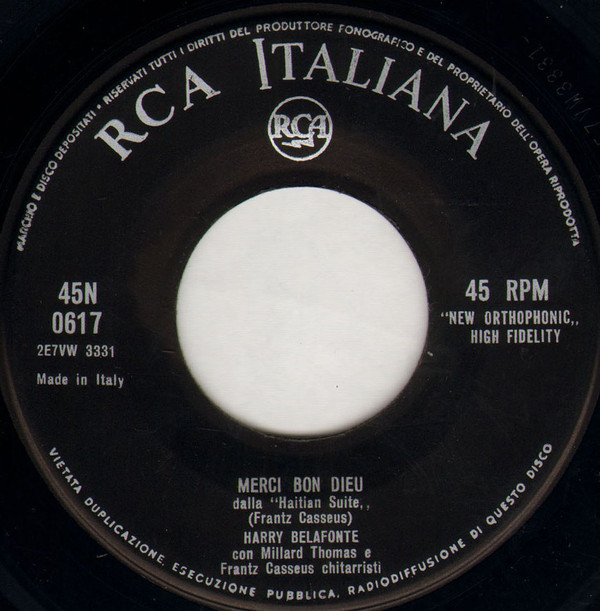 MARCHIO E DISCO DEPOSITATI • RISERVATI TUTTI I DIRITTI DEL PRODUTTORE FONOGRAFICO E DEL PROPRIETARIO DELL'OPERA RIPRODOTTA
RCA ITALIANA
RCA
45N
0617
2E7VW 3331
Made in Italy
45 RPM
"NEW ORTHOPHONIC,,
HIGH FIDELITY
MERCI BON DIEU
dalla "Haitian Suite,,
(Frantz Casseus)
HARRY BELAFONTE
con Millard Thomas e
Frantz Casseus chitarristi
VIETATA DUPLICAZIONE, ESECUZIONE PUBBLICA, RADIODIFFUSIONE DI QUESTO DISCO